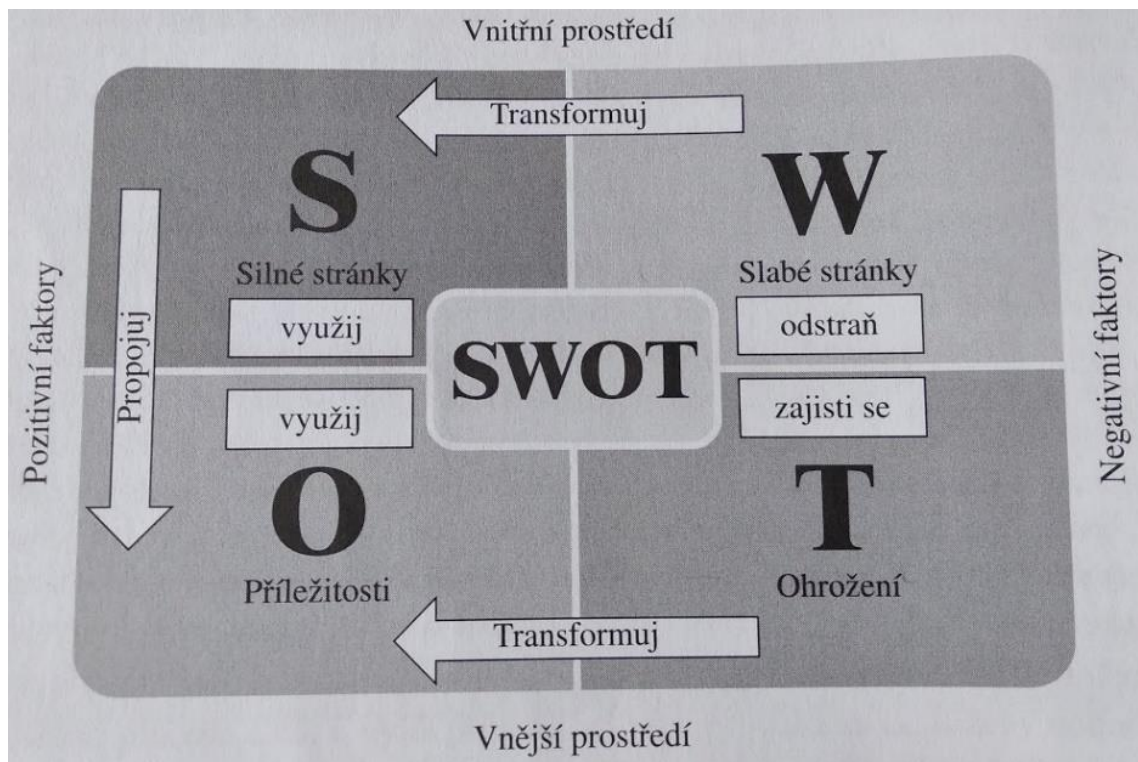 Vnitřní prostředí
Transformuj
S
W
Silné stránky
Slabé stránky
využij
odstraň
Pozitivní faktory
Propojuj
SWOT
Negativní faktory
využij
zajisti se
O
T
Příležitosti
Ohrožení
Transformuj
Vnější prostředí